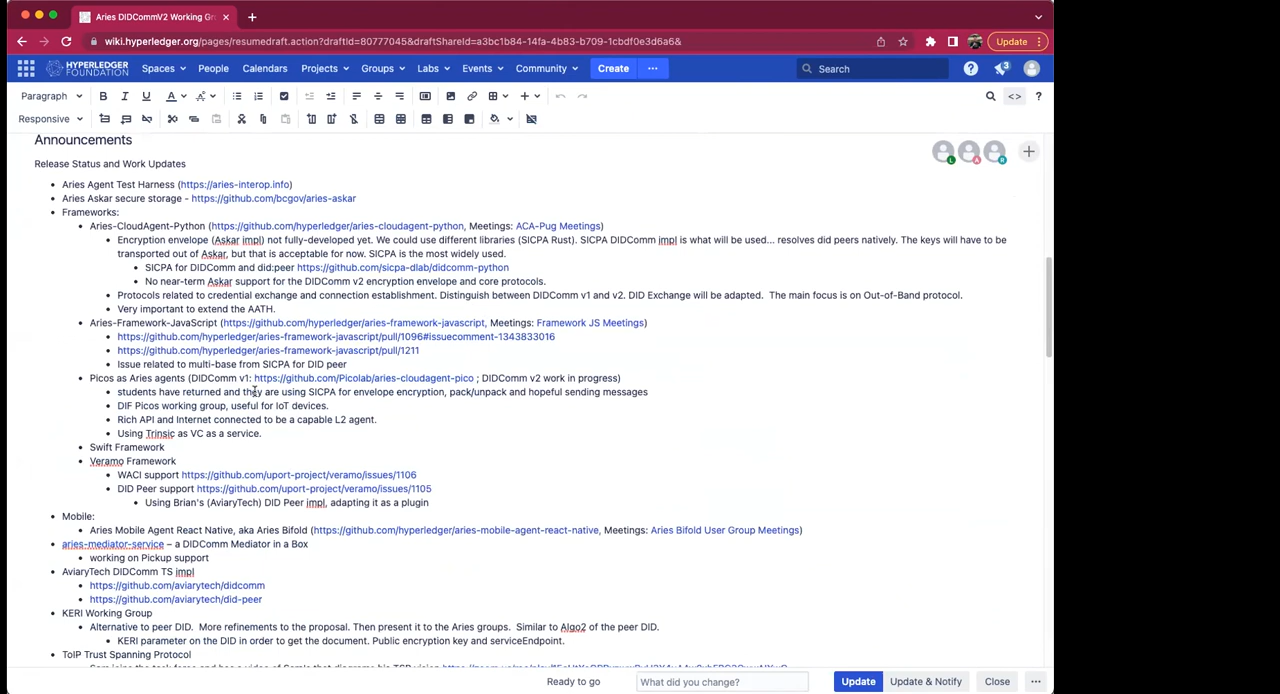 Aries DIDCommV2 Working Gr
wiki.hyperledger.org/pages/resumedraft.action?draftId=80777045&draftShareId=a3bc1b84-14fa-4b83-b709-1cbdf0e3d6a6&
Update
HYPERLEDGER FOUNDATION Spaces People Calendars Projects Groups Labs Events Community Create ··· Search 3
Paragraph B I U A
Responsive
Announcements
Release Status and Work Updates
L A R
Aries Agent Test Harness (https://aries-interop.info)
Aries Askar secure storage - https://github.com/bcgov/aries-askar
Frameworks:
Aries-CloudAgent-Python (https://github.com/hyperledger/aries-cloudagent-python, Meetings: ACA-Pug Meetings)
Encryption envelope (Askar impl) not fully-developed yet. We could use different libraries (SICPA Rust). SICPA DIDComm impl is what will be used... resolves did peers natively. The keys will have to be
transported out of Askar, but that is acceptable for now. SICPA is the most widely used.
SICPA for DIDComm and did:peer https://github.com/sicpa-dlab/didcomm-python
No near-term Askar support for the DIDComm v2 encryption envelope and core protocols.
Protocols related to credential exchange and connection establishment. Distinguish between DIDComm v1 and v2. DID Exchange will be adapted. The main focus is on Out-of-Band protocol.
Very important to extend the AATH.
Aries-Framework-JavaScript (https://github.com/hyperledger/aries-framework-javascript, Meetings: Framework JS Meetings)
https://github.com/hyperledger/aries-framework-javascript/pull/1096#issuecomment-1343833016
https://github.com/hyperledger/aries-framework-javascript/pull/1211
Issue related to multi-base from SICPA for DID peer
Picos as Aries agents (DIDComm v1: https://github.com/Picolab/aries-cloudagent-pico ; DIDComm v2 work in progress)
students have returned and they are using SICPA for envelope encryption, pack/unpack and hopeful sending messages
DIF Picos working group, useful for IoT devices.
Rich API and Internet connected to be a capable L2 agent.
Using Trinsic as VC as a service.
Swift Framework
Veramo Framework
WACI support https://github.com/uport-project/veramo/issues/1106
DID Peer support https://github.com/uport-project/veramo/issues/1105
Using Brian's (AviaryTech) DID Peer impl, adapting it as a plugin
Mobile:
Aries Mobile Agent React Native, aka Aries Bifold (https://github.com/hyperledger/aries-mobile-agent-react-native, Meetings: Aries Bifold User Group Meetings)
aries-mediator-service – a DIDComm Mediator in a Box
working on Pickup support
AviaryTech DIDComm TS impl
https://github.com/aviarytech/didcomm
https://github.com/aviarytech/did-peer
KERI Working Group
Alternative to peer DID. More refinements to the proposal. Then present it to the Aries groups. Similar to Algo2 of the peer DID.
KERI parameter on the DID in order to get the document. Public encryption key and serviceEndpoint.
ToIP Trust Spanning Protocol
Ready to go What did you change? Update Update & Notify Close ···